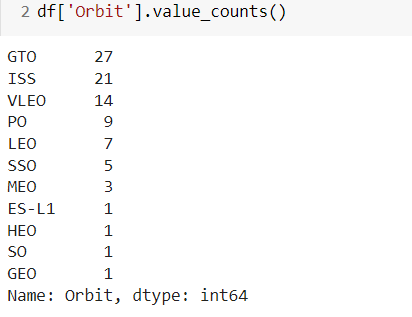 2 df['Orbit'].value_counts()
GTO 27
ISS 21
VLEO 14
PO 9
LEO 7
SSO 5
MEO 3
ES-L1 1
HEO 1
SO 1
GEO 1
Name: Orbit, dtype: int64